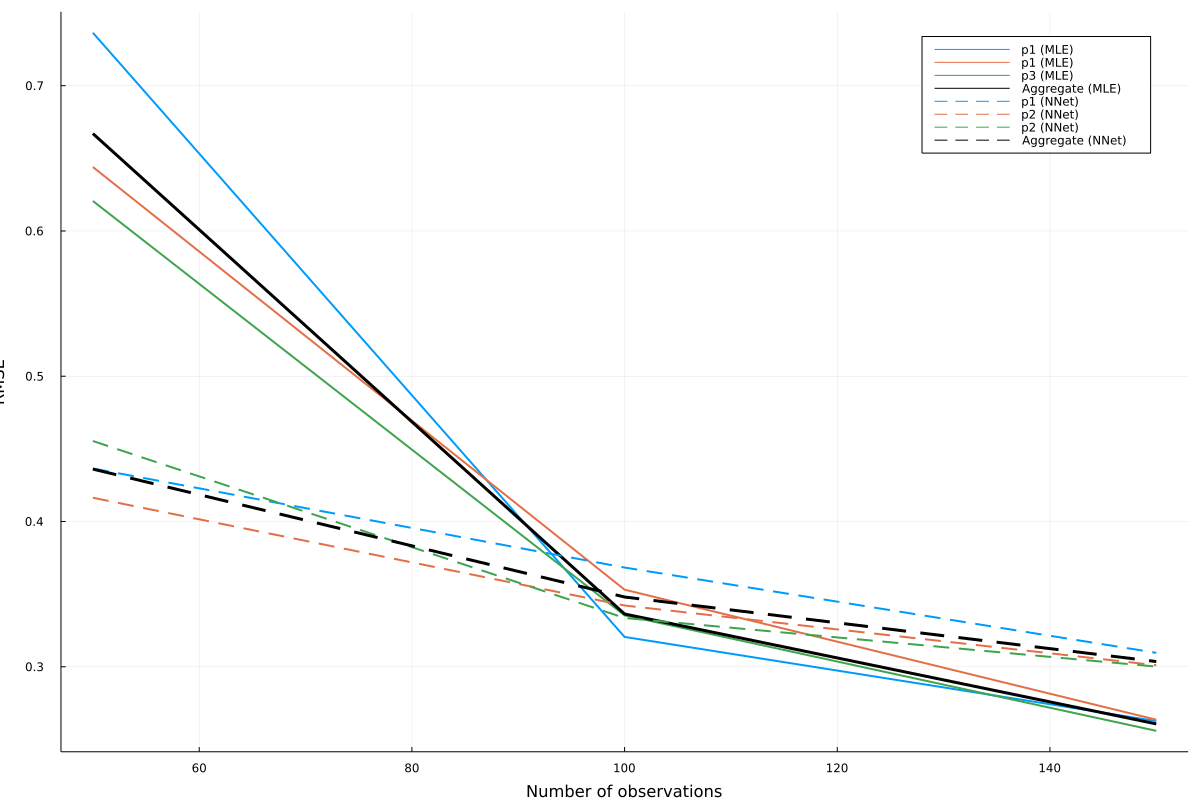 p1 (MLE)
p1 (MLE)
p3 (MLE)
Aggregate (MLE)
p1 (NNet)
p2 (NNet)
p2 (NNet)
Aggregate (NNet)
0.7
0.6
0.5
0.4
0.3
60 80 100 120 140
Number of observations